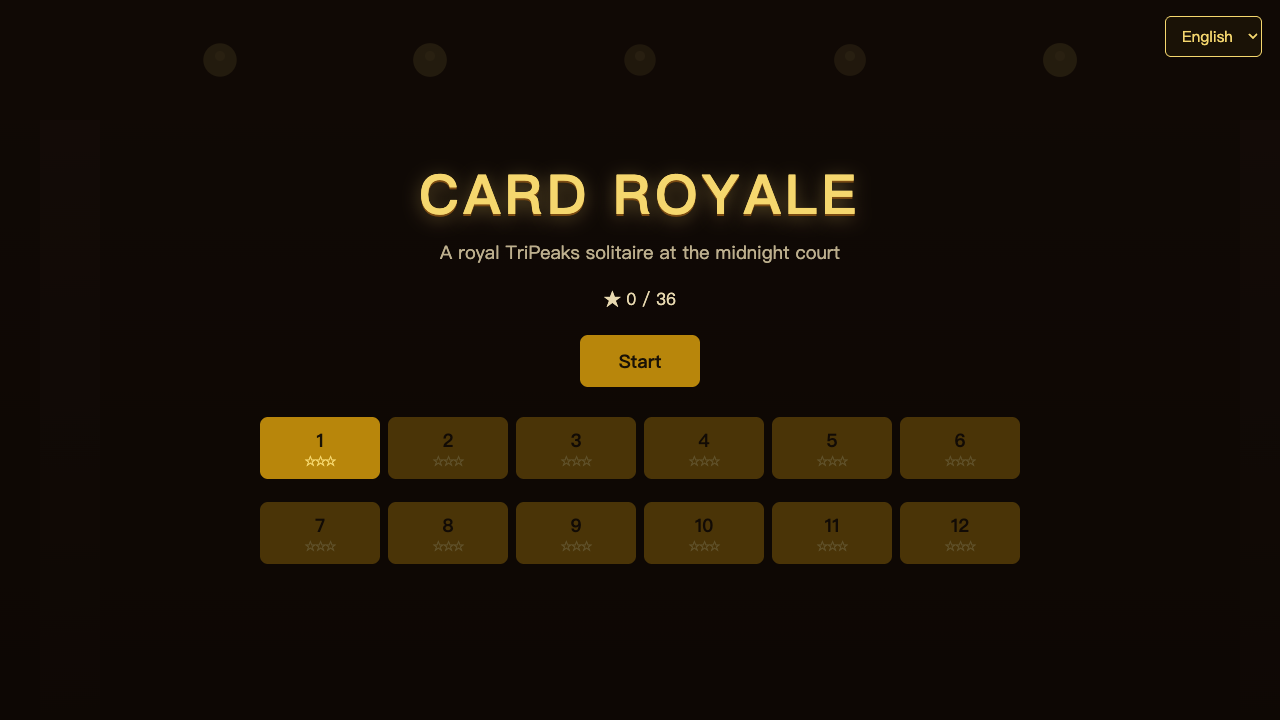 English
CARD ROYALE
A royal TriPeaks solitaire at the midnight court
★ 0 / 36
Start
1 2 3 4 5 6
☆☆☆ ☆☆☆ ☆☆☆ ☆☆☆ ☆☆☆ ☆☆☆
7 8 9 10 11 12
☆☆☆ ☆☆☆ ☆☆☆ ☆☆☆ ☆☆☆ ☆☆☆